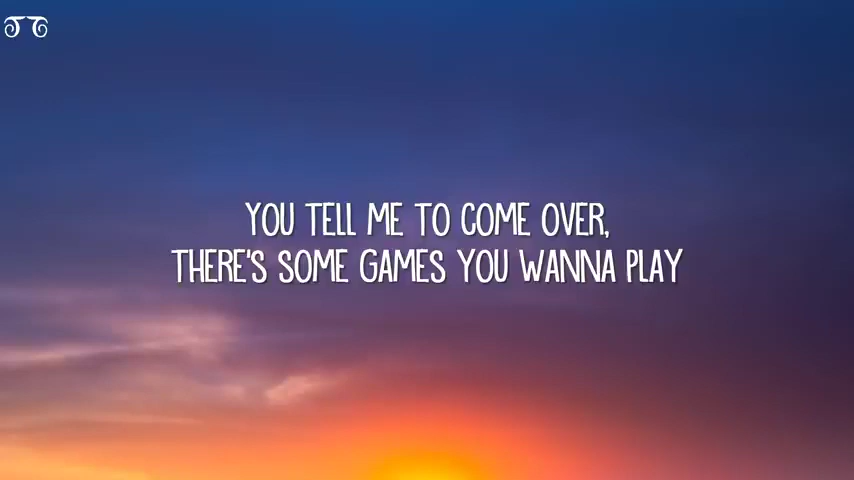 YOU TELL ME TO COME OVER,
THERE'S SOME GAMES YOU WANNA PLAY